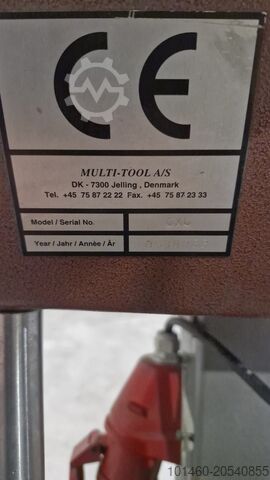 CE
MULTI-TOOL A/S
DK - 7300 Jelling , Denmark
Tel. +45 75 87 22 22 Fax. +45 75 87 23 33
Model / Serial No.
Year / Jahr / Annèe / År
101460-20540855